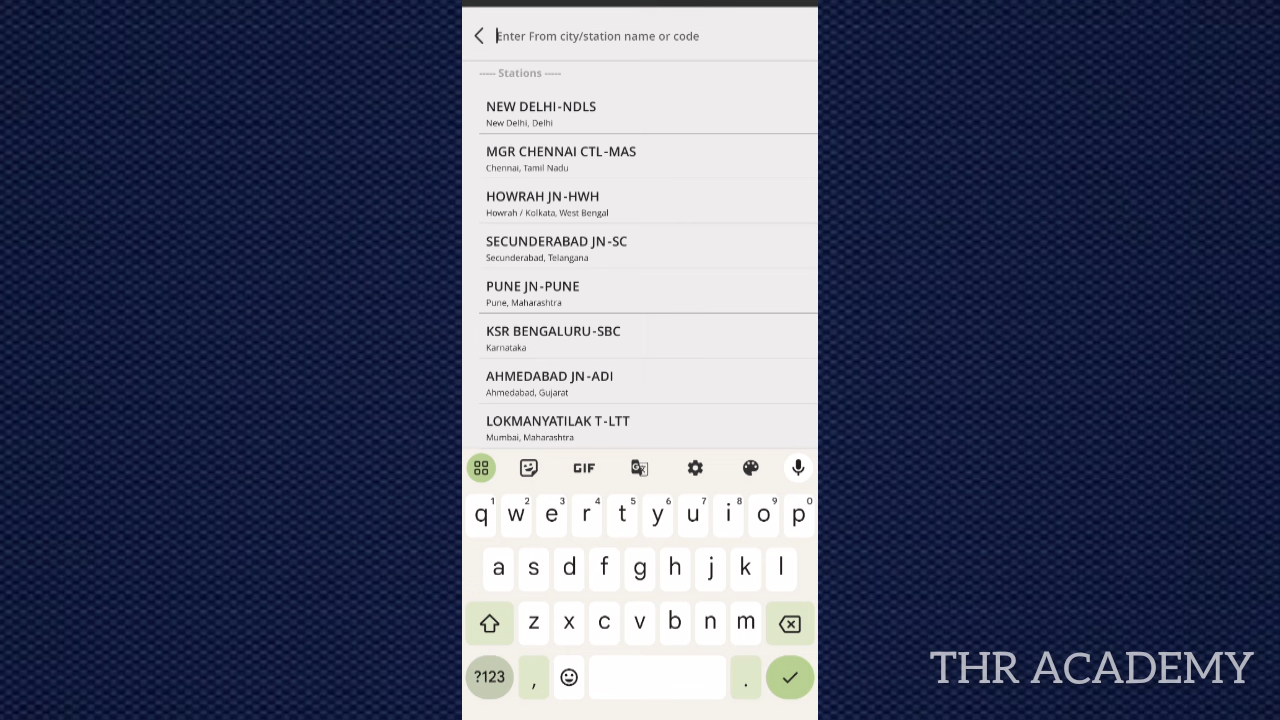 Enter From city/station name or code
----- Stations -----
NEW DELHI-NDLS
New Delhi, Delhi
MGR CHENNAI CTL-MAS
Chennai, Tamil Nadu
HOWRAH JN-HWH
Howrah / Kolkata, West Bengal
SECUNDERABAD JN-SC
Secunderabad, Telangana
PUNE JN-PUNE
Pune, Maharashtra
KSR BENGALURU-SBC
Karnataka
AHMEDABAD JN-ADI
Ahmedabad, Gujarat
LOKMANYATILAK T-LTT
Mumbai, Maharashtra
GIF
1 2 3 4 5 6 7 8 9 0
q w e r t y u i o p
a s d f g h j k l
z x c v b n m
?123 , .
THR ACADEMY